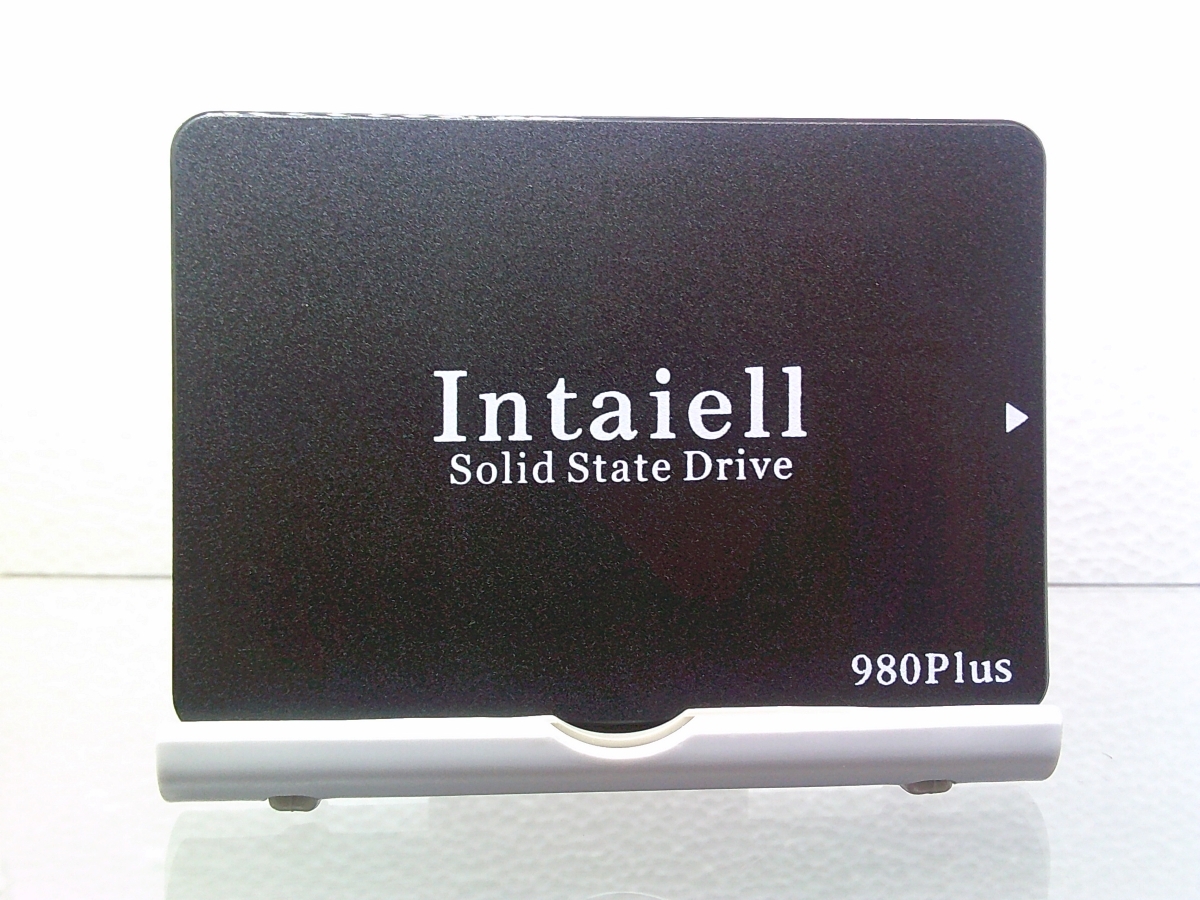 Intaiell
Solid State Drive
980Plus